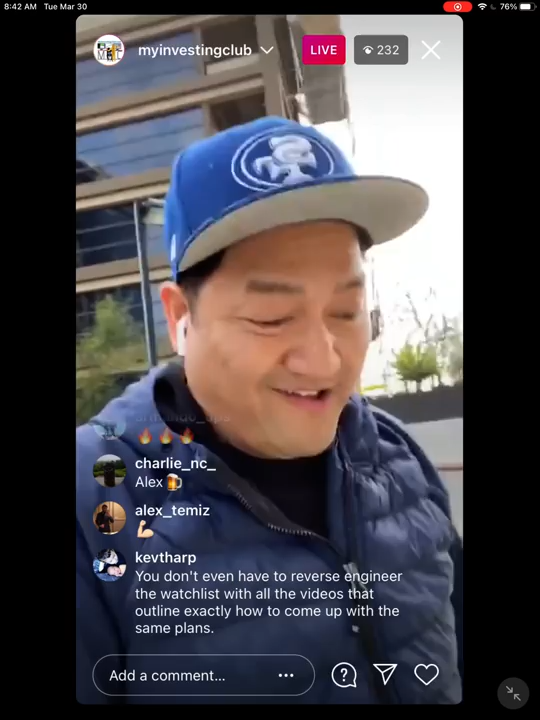 8:42 AM Tue Mar 30
76%
myinvestingclub
LIVE
232
charlie_nc_
Alex
alex_temiz
kevtharp
You don't even have to reverse engineer
the watchlist with all the videos that
outline exactly how to come up with the
same plans.
Add a comment...